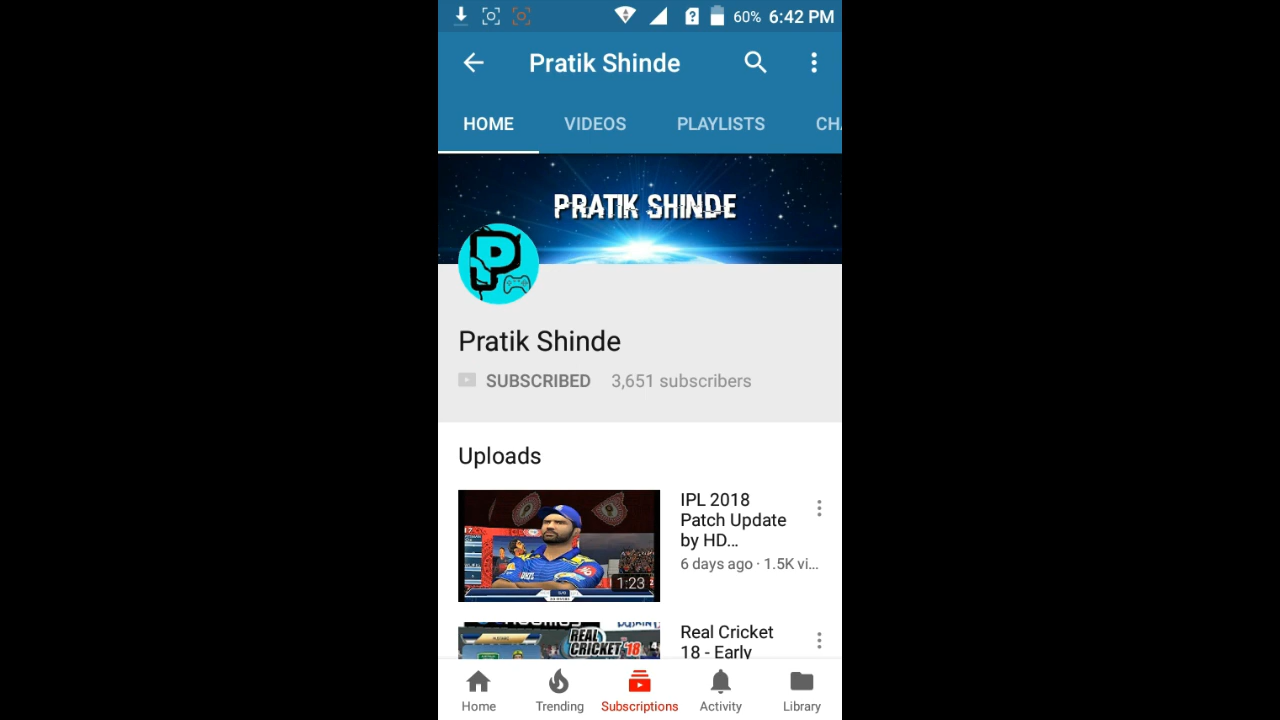 60% 6:42 PM
Pratik Shinde
HOME VIDEOS PLAYLISTS CHA
PRATIK SHINDE
P
Pratik Shinde
SUBSCRIBED 3,651 subscribers
Uploads
IPL 2018
Patch Update
by HD...
6 days ago · 1.5K vi...
1:23
REAL
CRICKET '18
Real Cricket
18 - Early
Home Trending Subscriptions Activity Library